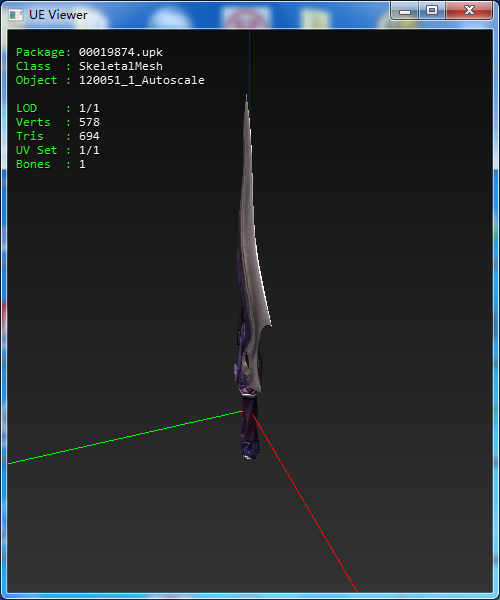 UE Viewer
Package: 00019874.upk
Class : SkeletalMesh
Object : 120051_1_Autoscale
LOD : 1/1
Verts : 578
Tris : 694
UV Set : 1/1
Bones : 1